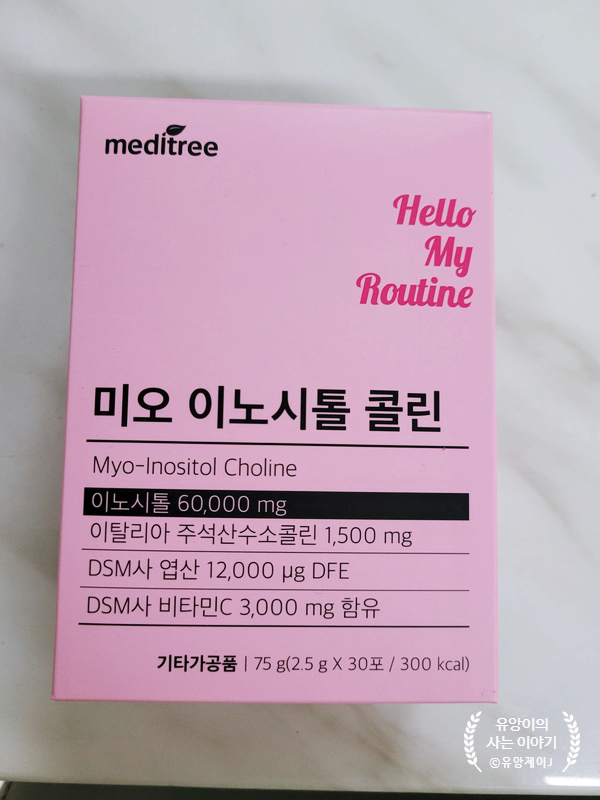 meditree
Hello
My
Routine
미오 이노시톨 콜린
Myo-Inositol Choline
이노시톨 60,000 mg
이탈리아 주석산수소콜린 1,500 mg
DSM사 엽산 12,000 μg DFE
DSM사 비타민C 3,000 mg 함유
기타가공품 | 75 g(2.5 g X 30포 / 300 kcal)
유앙이의
사는 이야기
©유앙제이J